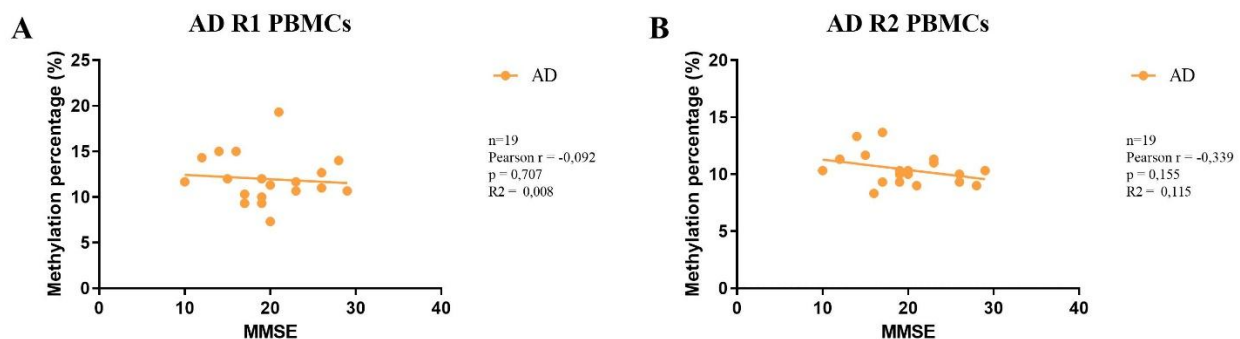 A
AD R1 PBMCs
Methylation percentage (%)
25
20
15
10
5
0
0 10 20 30 40
MMSE
AD
n=19
Pearson r = -0,092
p = 0,707
R2 = 0,008
B
AD R2 PBMCs
Methylation percentage (%)
20
15
10
5
0
0 10 20 30 40
MMSE
AD
n=19
Pearson r = -0,339
p = 0,155
R2 = 0,115